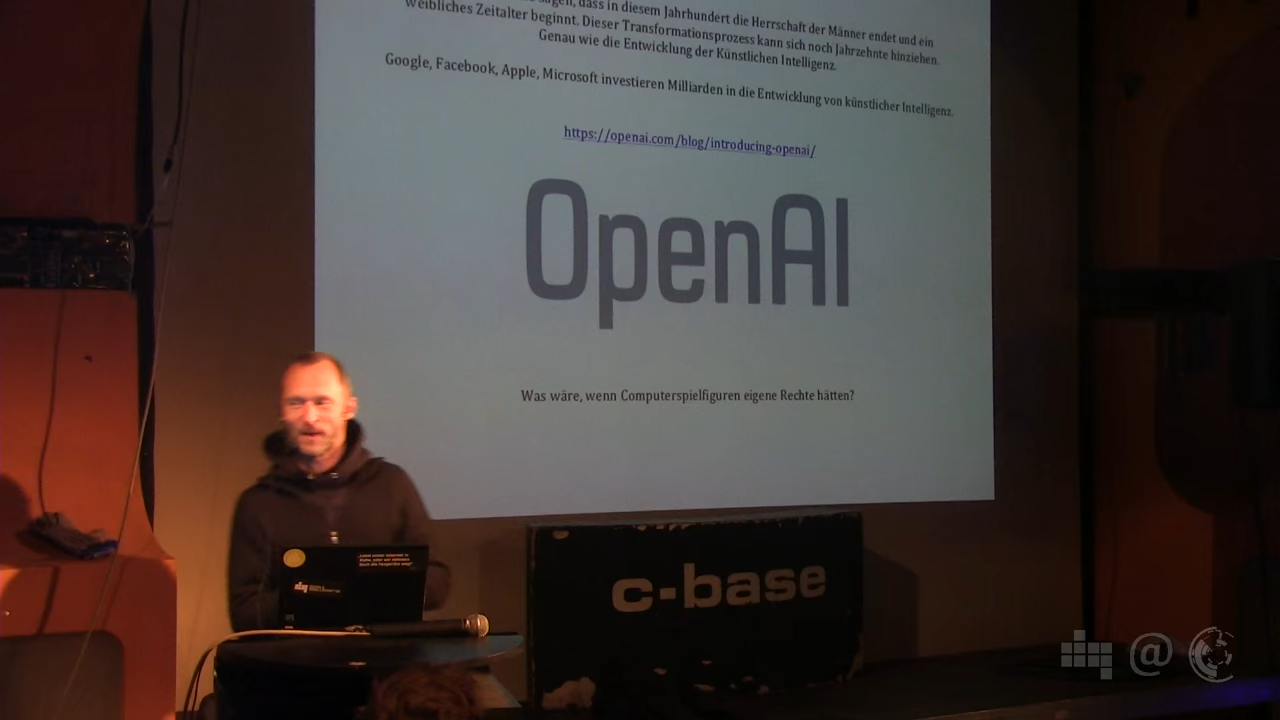 sagen, dass in diesem Jahrhundert die Herrschaft der Männer endet und ein
weibliches Zeitalter beginnt. Dieser Transformationsprozess kann sich noch Jahrzehnte hinziehen.
Genau wie die Entwicklung der Künstlichen Intelligenz.
Google, Facebook, Apple, Microsoft investieren Milliarden in die Entwicklung von künstlicher Intelligenz.
https://openai.com/blog/introducing-openai/
OpenAI
Was wäre, wenn Computerspielfiguren eigene Rechte hätten?
c-base
@